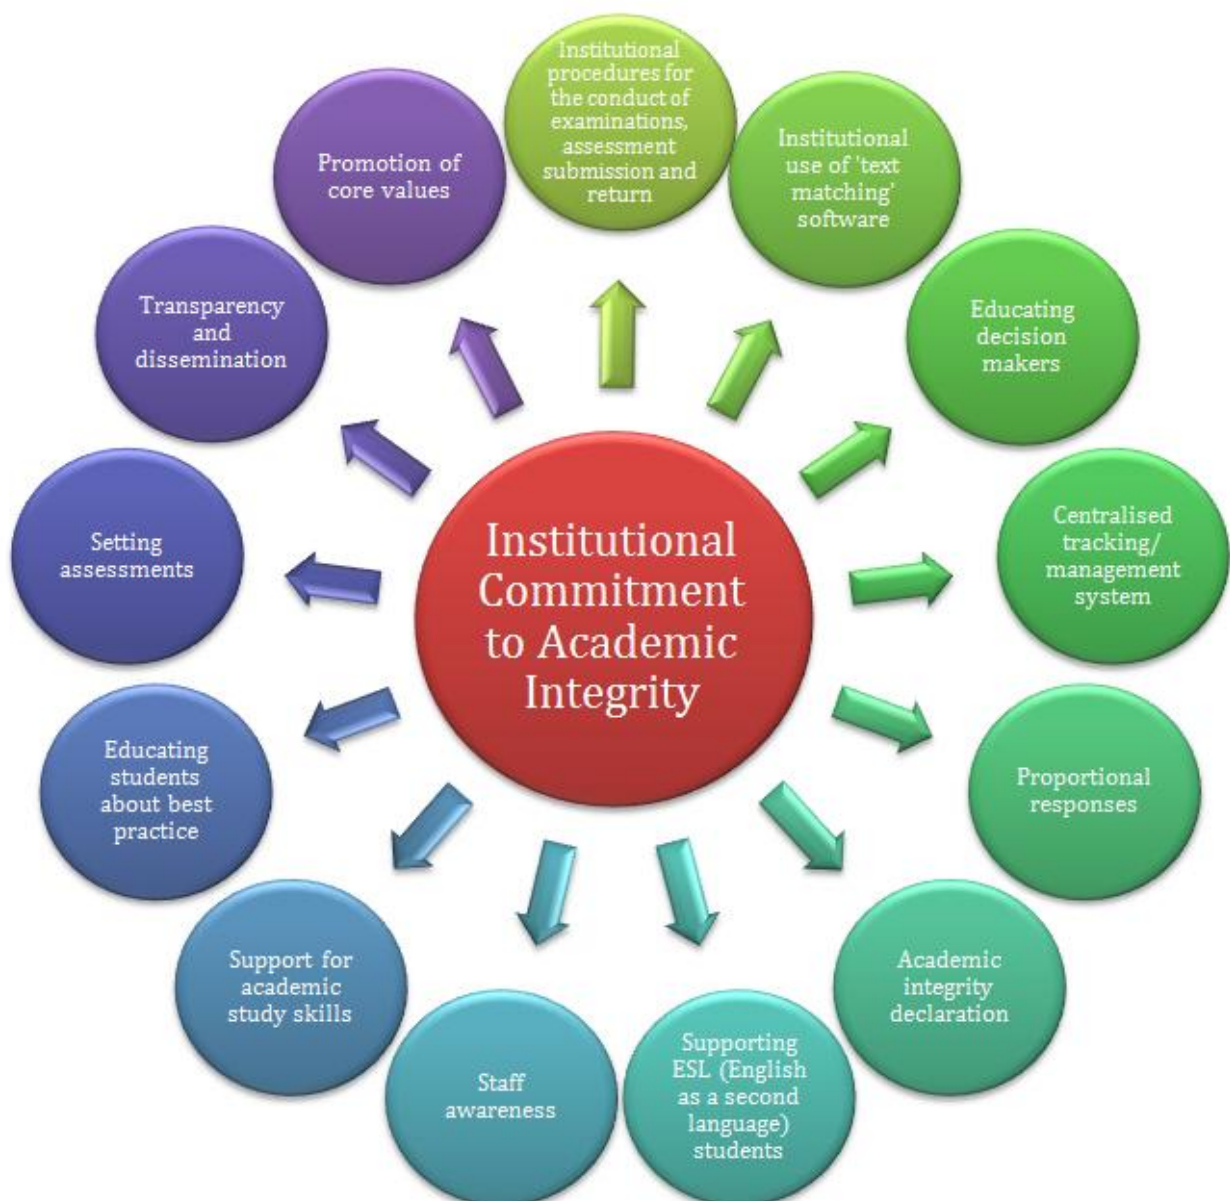 Institutional
procedures for
the conduct of
examinations,
assessment
submission and
return
Institutional
use of 'text
matching'
software
Educating
decision
makers
Centralised
tracking/
management
system
Proportional
responses
Academic
integrity
declaration
Supporting
ESL (English
as a second
language)
students
Staff
awareness
Support for
academic
study skills
Educating
students
about best
practice
Setting
assessments
Transparency
and
dissemination
Promotion of
core values
Institutional
Commitment
to Academic
Integrity